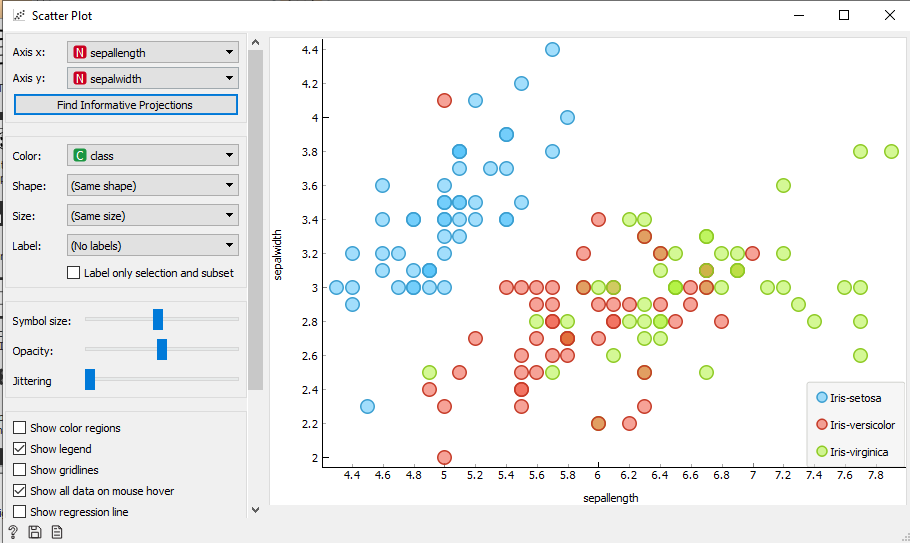 Scatter Plot
Axis x: N sepallength
Axis y: N sepalwidth
Find Informative Projections
Color: C class
Shape: (Same shape)
Size: (Same size)
Label: (No labels)
Label only selection and subset
Symbol size:
Opacity:
Jittering
Show color regions
Show legend
Show gridlines
Show all data on mouse hover
Show regression line
?
sepalwidth
4.4
4.2
4
3.8
3.6
3.4
3.2
3
2.8
2.6
2.4
2.2
2
4.4 4.6 4.8 5 5.2 5.4 5.6 5.8 6 6.2 6.4 6.6 6.8 7 7.2 7.4 7.6 7.8
sepallength
Iris-setosa
Iris-versicolor
Iris-virginica